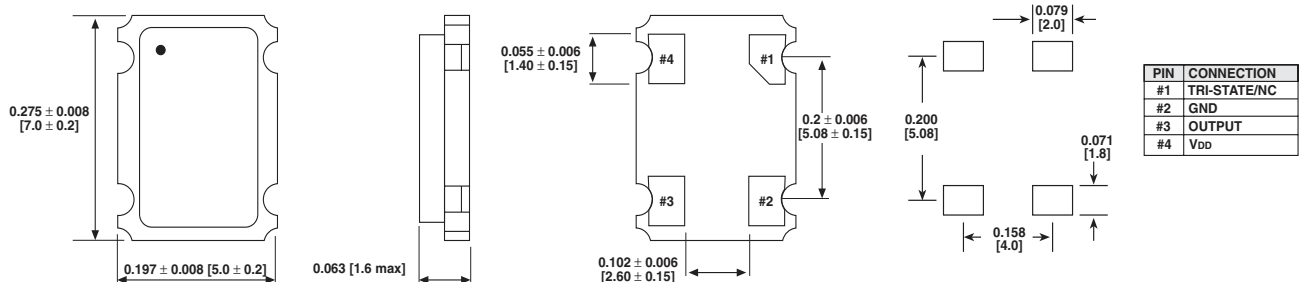 0.275 ± 0.008
[7.0 ± 0.2]
0.197 ± 0.008 [5.0 ± 0.2]
0.063 [1.6 max]
0.055 ± 0.006
[1.40 ± 0.15]
#4
#1
#3
#2
0.2 ± 0.006
[5.08 ± 0.15]
0.102 ± 0.006
[2.60 ± 0.15]
0.079
[2.0]
0.200
[5.08]
0.071
[1.8]
0.158
[4.0]
PIN CONNECTION
#1 TRI-STATE/NC
#2 GND
#3 OUTPUT
#4 VDD